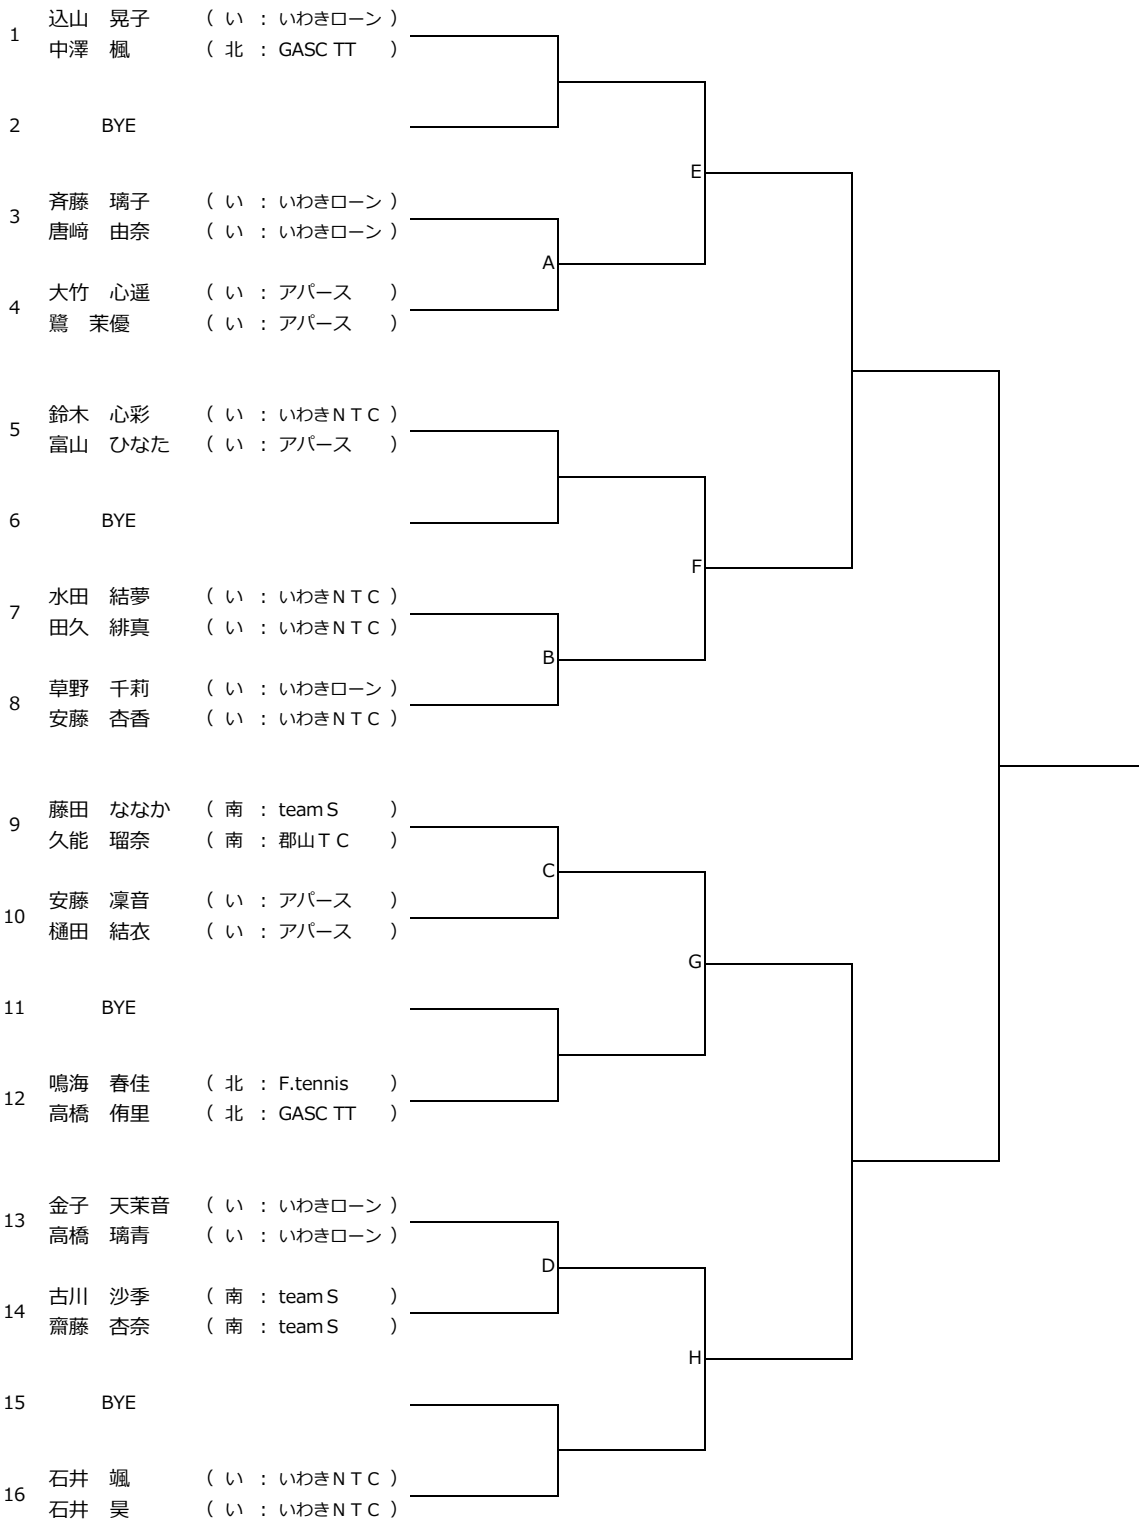 1 込山　晃子 （ い ： いわきローン ）
中澤　楓 （ 北 ： GASC TT ）
2 BYE
E
3 斉藤　璃子 （ い ： いわきローン ）
唐﨑　由奈 （ い ： いわきローン ）
A
4 大竹　心遥 （ い ： アパース ）
鷺　茉優 （ い ： アパース ）
5 鈴木　心彩 （ い ： いわきＮＴＣ ）
富山　ひなた （ い ： アパース ）
6 BYE
F
7 水田　結夢 （ い ： いわきＮＴＣ ）
田久　緋真 （ い ： いわきＮＴＣ ）
B
8 草野　千莉 （ い ： いわきローン ）
安藤　杏香 （ い ： いわきＮＴＣ ）
9 藤田　ななか （ 南 ： team S ）
久能　瑠奈 （ 南 ： 郡山ＴＣ ）
C
10 安藤　凜音 （ い ： アパース ）
樋田　結衣 （ い ： アパース ）
G
11 BYE
12 鳴海　春佳 （ 北 ： F.tennis ）
高橋　侑里 （ 北 ： GASC TT ）
13 金子　天茉音 （ い ： いわきローン ）
高橋　璃青 （ い ： いわきローン ）
D
14 古川　沙季 （ 南 ： team S ）
齋藤　杏奈 （ 南 ： team S ）
H
15 BYE
16 石井　颯 （ い ： いわきＮＴＣ ）
石井　昊 （ い ： いわきＮＴＣ ）